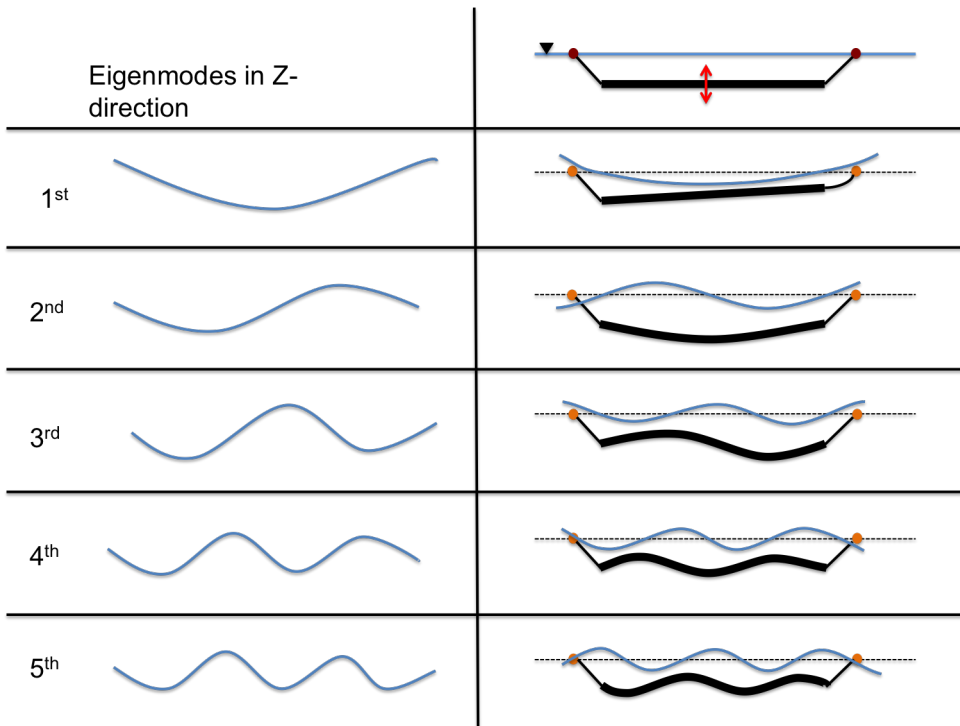 Eigenmodes in Z-
direction
1st
2nd
3rd
4th
5th